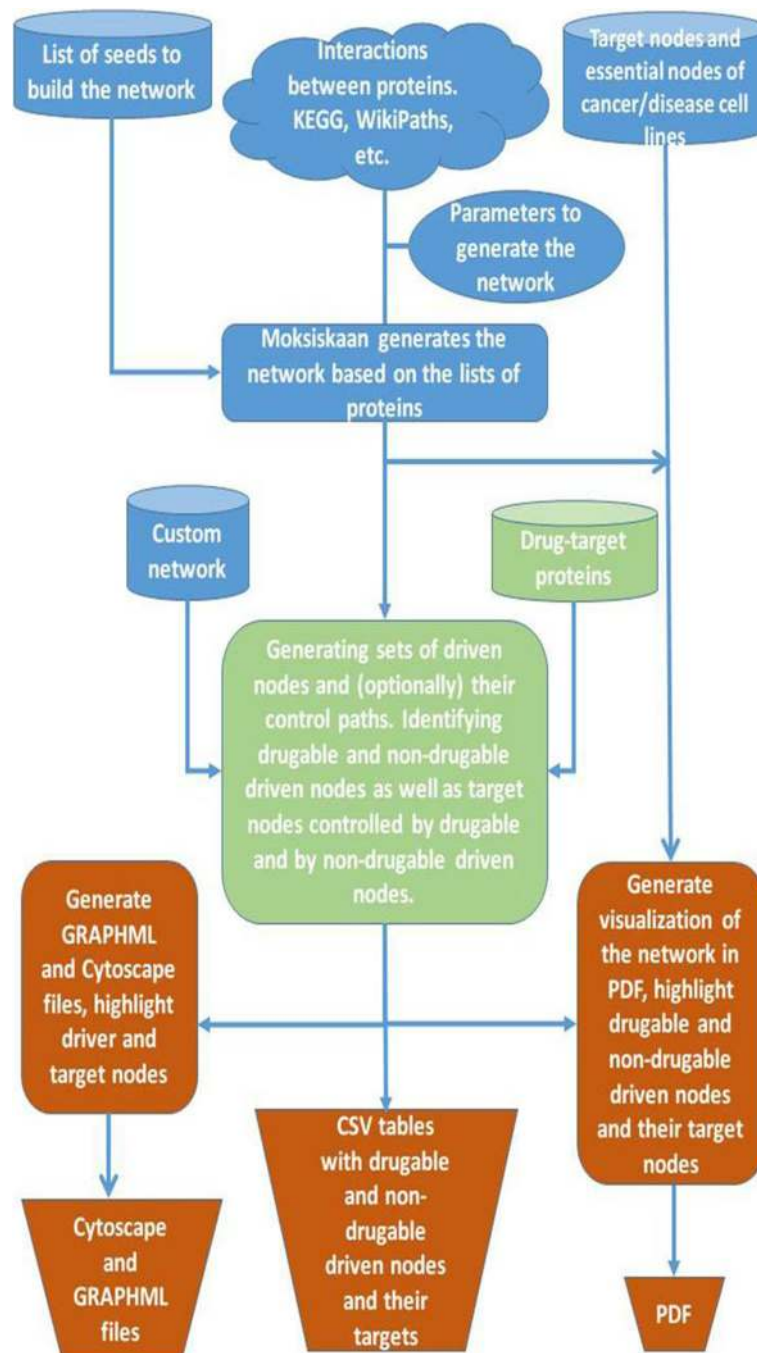 List of seeds to
build the network
Interactions
between proteins.
KEGG, WikiPaths,
etc.
Target nodes and
essential nodes of
cancer/disease cell
lines
Parameters to
generate the
network
Moksiskaan generates the
network based on the lists of
proteins
Custom
network
Drug-target
proteins
Generating sets of driven
nodes and (optionally) their
control paths. Identifying
drugable and non-drugable
driven nodes as well as target
nodes controlled by drugable
and by non-drugable driven
nodes.
Generate
GRAPHML
and Cytoscape
files, highlight
driver and
target nodes
Generate
visualization of
the network in
PDF, highlight
drugable and
non-drugable
driven nodes
and their target
nodes
CSV tables
with drugable
and non-
drugable
driven nodes
and their
targets
Cytoscape
and
GRAPHML
files
PDF